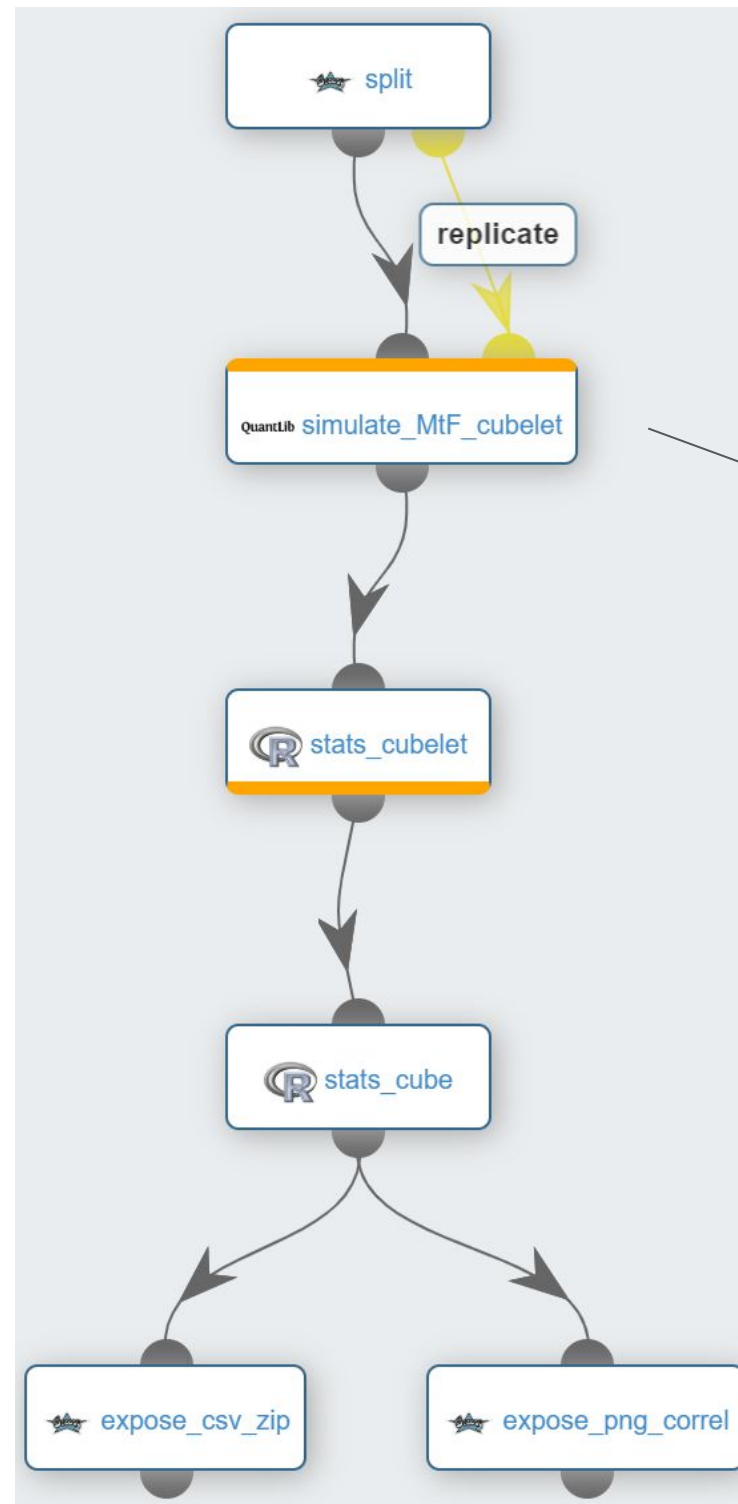 split
replicate
QuantLib simulate_MtF_cubelet
R stats_cubelet
R stats_cube
expose_csv_zip
expose_png_correl